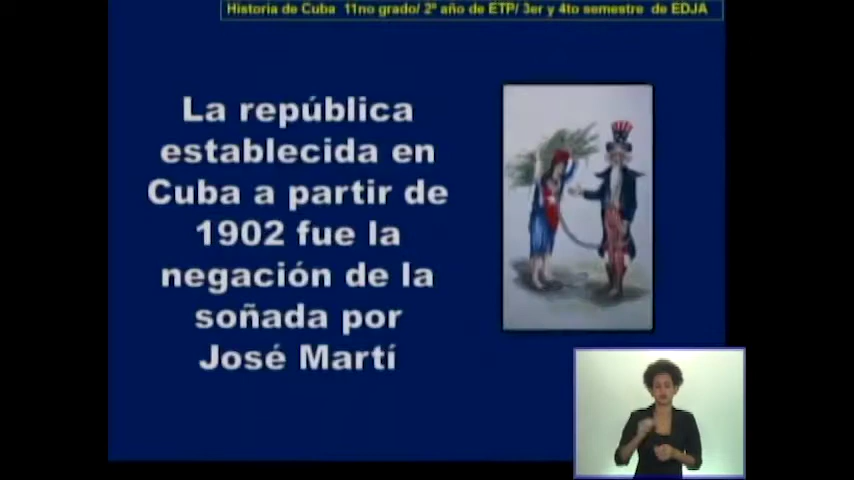 Historia de Cuba 11no grado/ 2º año de ETP/ 3er y 4to semestre de EDJA
La república
establecida en
Cuba a partir de
1902 fue la
negación de la
soñada por
José Martí